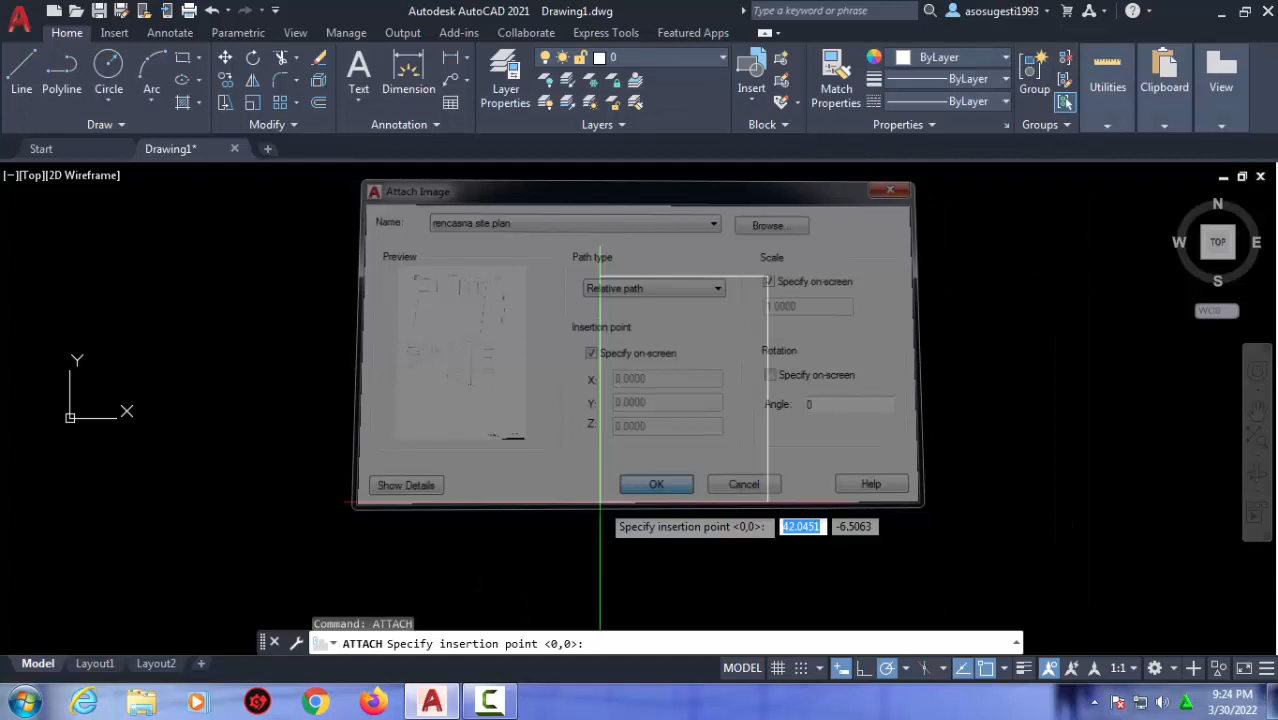 Autodesk AutoCAD 2021 Drawing1.dwg
Type a keyword or phrase
asosugesti1993
Home Insert Annotate Parametric View Manage Output Add-ins Collaborate Express Tools Featured Apps
0
ByLayer
ByLayer
ByLayer
Line Polyline Circle Arc
Text Dimension
Layer Properties
Insert
Match Properties
Group
Utilities
Clipboard
View
Draw Modify Annotation Layers Block Properties Groups
Start Drawing1*
[−][Top][2D Wireframe]
N
W TOP E
S
WCS
Attach Image
Name: rencasna site plan Browse...
Preview Path type Scale
Relative path Specify on-screen
1.0000
Insertion point
Specify on-screen
Rotation
Specify on-screen
X: 0.0000
Y: 0.0000
Z: 0.0000
Angle: 0
Show Details OK Cancel Help
Y
X
Specify insertion point <0,0>: 42.0451 -6.5063
Command: ATTACH
ATTACH Specify insertion point <0,0>:
Model Layout1 Layout2
MODEL 1:1
9:24 PM
3/30/2022